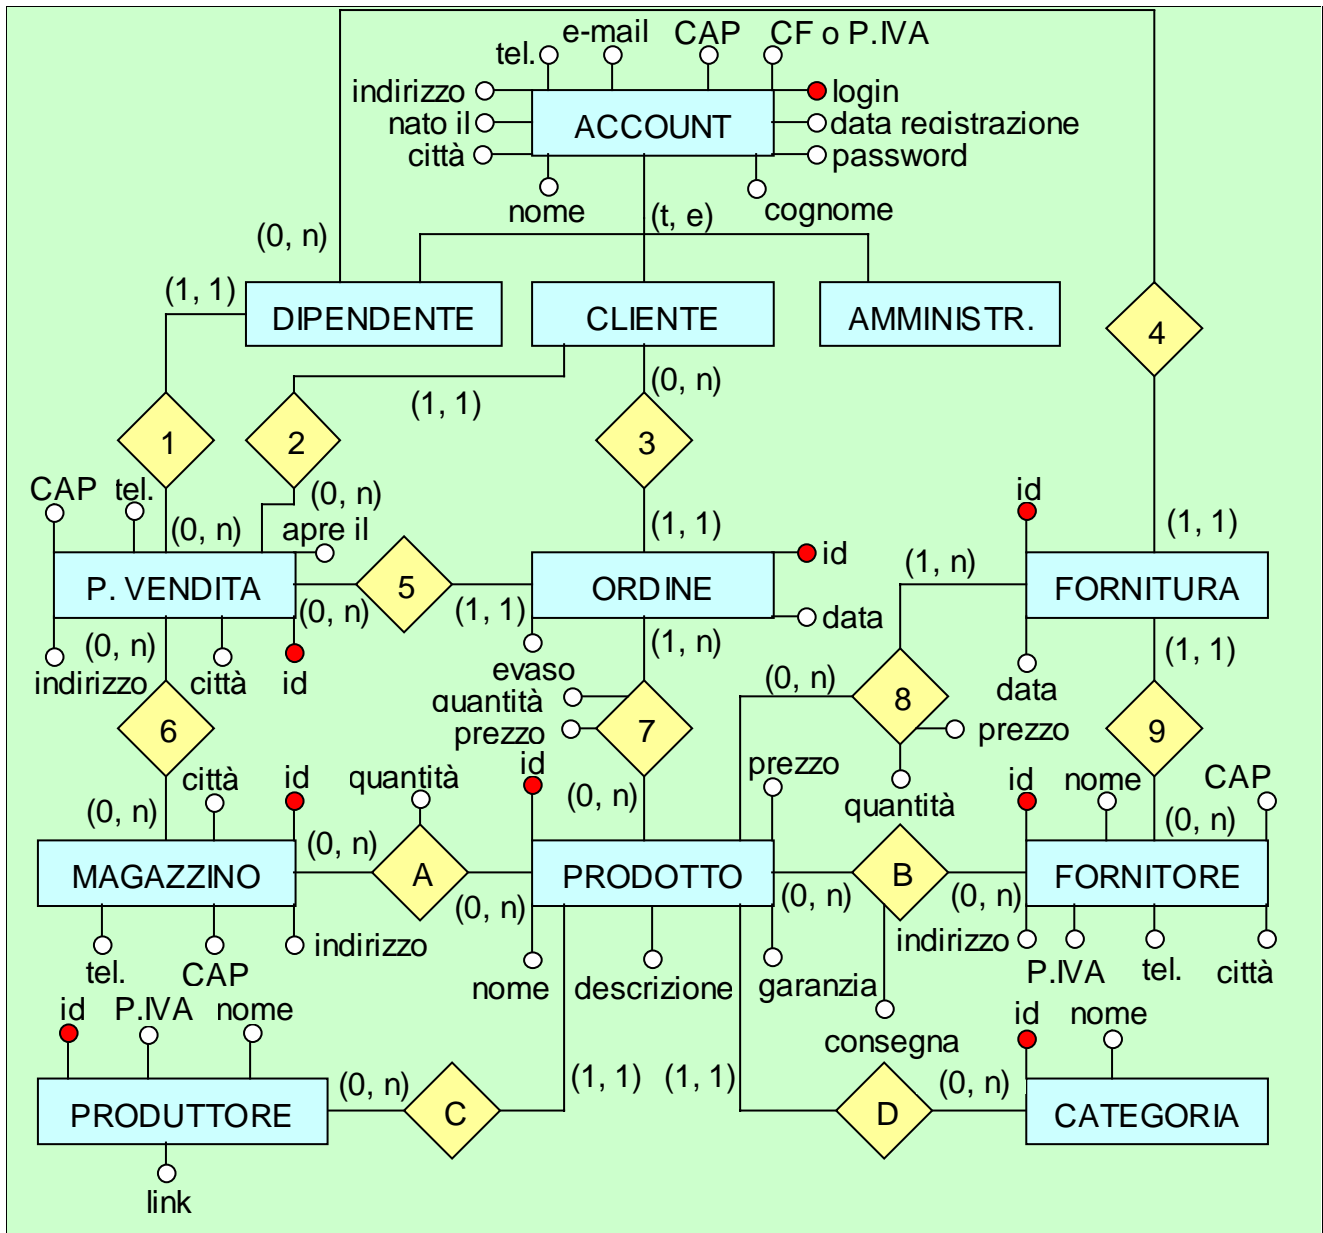 e-mail CAP CF o P.IVA
tel.
indirizzo login
nato il ACCOUNT data registrazione
città password
nome cognome
(t, e)
(0, n)
(1, 1)
DIPENDENTE CLIENTE AMMINISTR. 4
(1, 1) (0, n)
1 2 3
CAP tel. (0, n) id
(0, n) apre il (1, 1) (1, 1)
id
(1, n)
P. VENDITA 5 ORDINE FORNITURA
(0, n) (1, 1) data
(0, n) (1, n) (1, 1)
indirizzo città id evaso (0, n) data
quantità
6 prezzo 7 8 prezzo 9
città id quantità id prezzo id nome CAP
(0, n) (0, n) quantità (0, n)
(0, n)
MAGAZZINO A PRODOTTO B FORNITORE
(0, n) (0, n) (0, n)
indirizzo indirizzo
tel. CAP nome descrizione garanzia P.IVA tel. città
id P.IVA nome id nome
consegna
(0, n) (1, 1) (1, 1) (0, n)
PRODUTTORE C D CATEGORIA
link